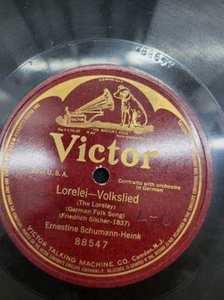 88547
Victor
U.S.A.
Contralto with orchestra
in German
Lorelei—Volkslied
(The Loreley)
(German Folk Song)
(Friedrich Silcher-1837)
Ernestine Schumann-Heink
88547
VICTOR TALKING MACHINE CO. Camden, N.J.